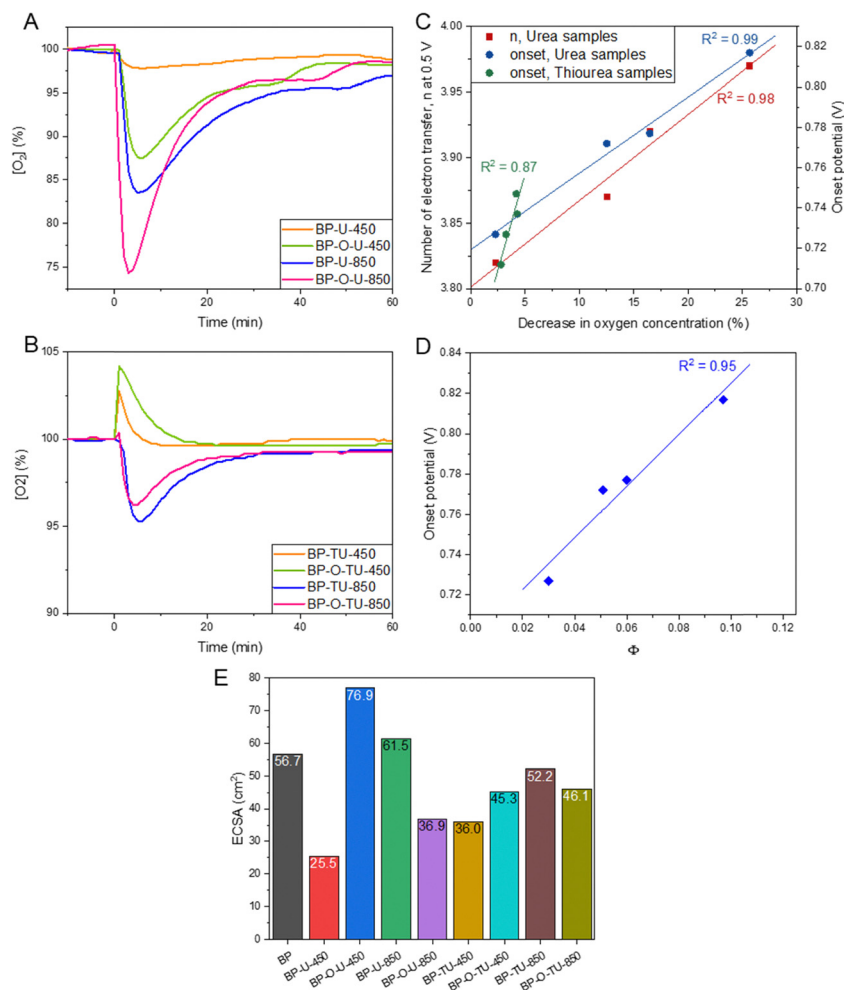 A
100
95
90
85
80
75
[O₂] (%)
0
20
40
60
Time (min)
BP-U-450
BP-O-U-450
BP-U-850
BP-O-U-850
C
4.00
3.95
3.90
3.85
3.80
Number of electron transfer, n at 0.5 V
n, Urea samples
onset, Urea samples
onset, Thiourea samples
R² = 0.99
R² = 0.98
R² = 0.87
0.82
0.80
0.78
0.76
0.74
0.72
0.70
Onset potential (V)
0
5
10
15
20
25
30
Decrease in oxygen concentration (%)
B
105
100
95
90
[O2] (%)
0
20
40
60
Time (min)
BP-TU-450
BP-O-TU-450
BP-TU-850
BP-O-TU-850
D
0.84
0.82
0.80
0.78
0.76
0.74
0.72
Onset potential (V)
R² = 0.95
0.00
0.02
0.04
0.06
0.08
0.10
0.12
Φ
E
80
70
60
50
40
30
20
10
0
ECSA (cm²)
56.7
25.5
76.9
61.5
36.9
36.0
45.3
52.2
46.1
BP
BP-U-450
BP-O-U-450
BP-U-850
BP-O-U-850
BP-TU-450
BP-O-TU-450
BP-TU-850
BP-O-TU-850